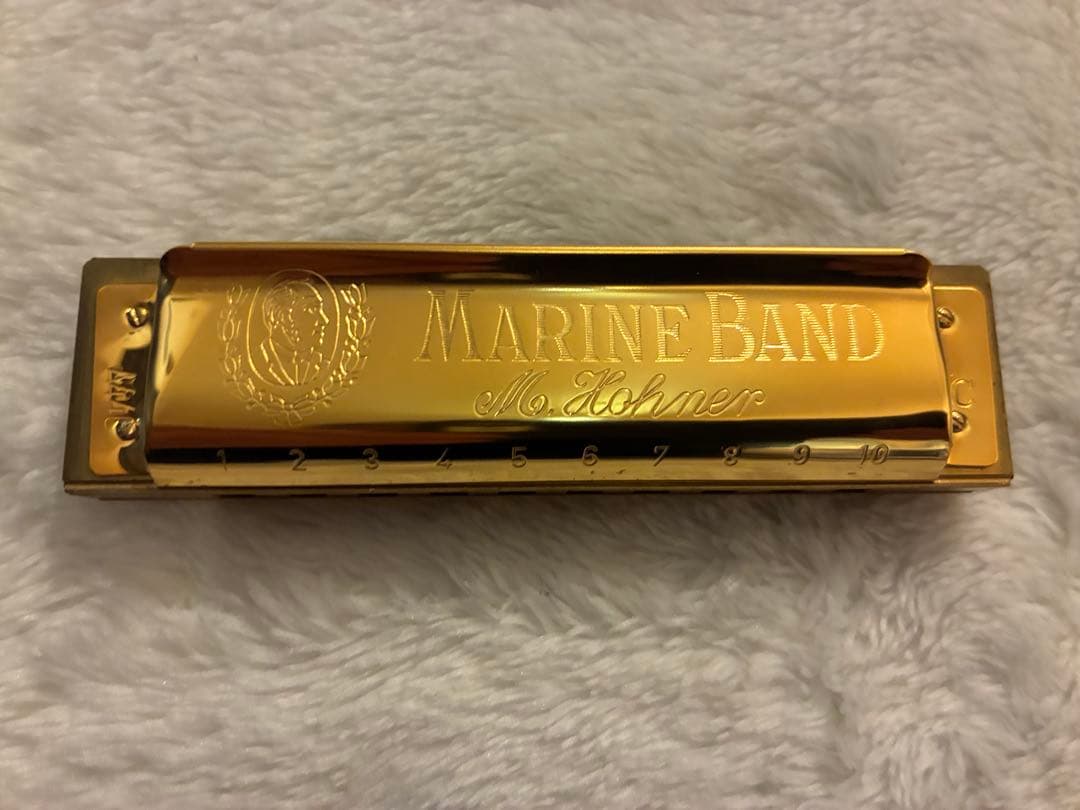 MARINE BAND
M. Hohner
C
1 2 3 4 5 6 7 8 9 10